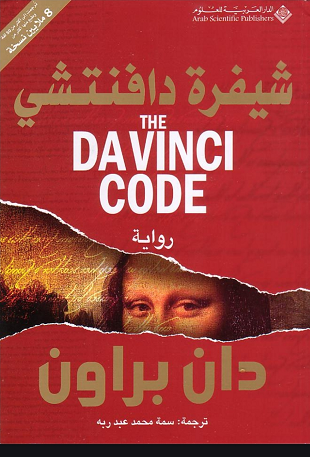 الدار العربية للعلوم
Arab Scientific Publishers
8 ملايين نسخة
شيفرة دافنتشي
THE
DA VINCI
CODE
رواية
دان براون
ترجمة: سمة محمد عبد ربه